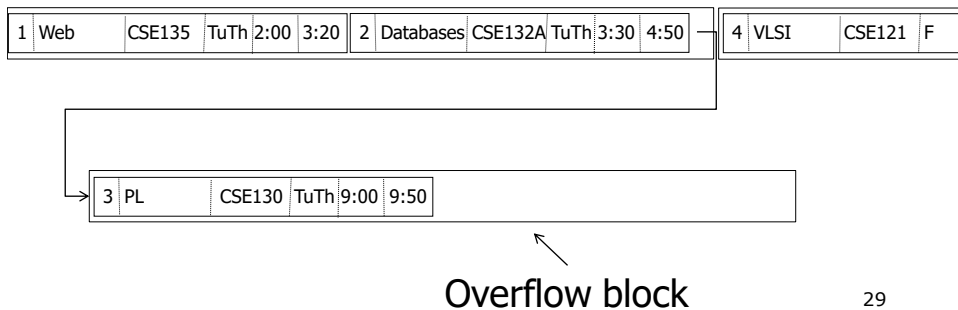 1 Web CSE135 TuTh 2:00 3:20 2 Databases CSE132A TuTh 3:30 4:50 4 VLSI CSE121 F
3 PL CSE130 TuTh 9:00 9:50
Overflow block
29